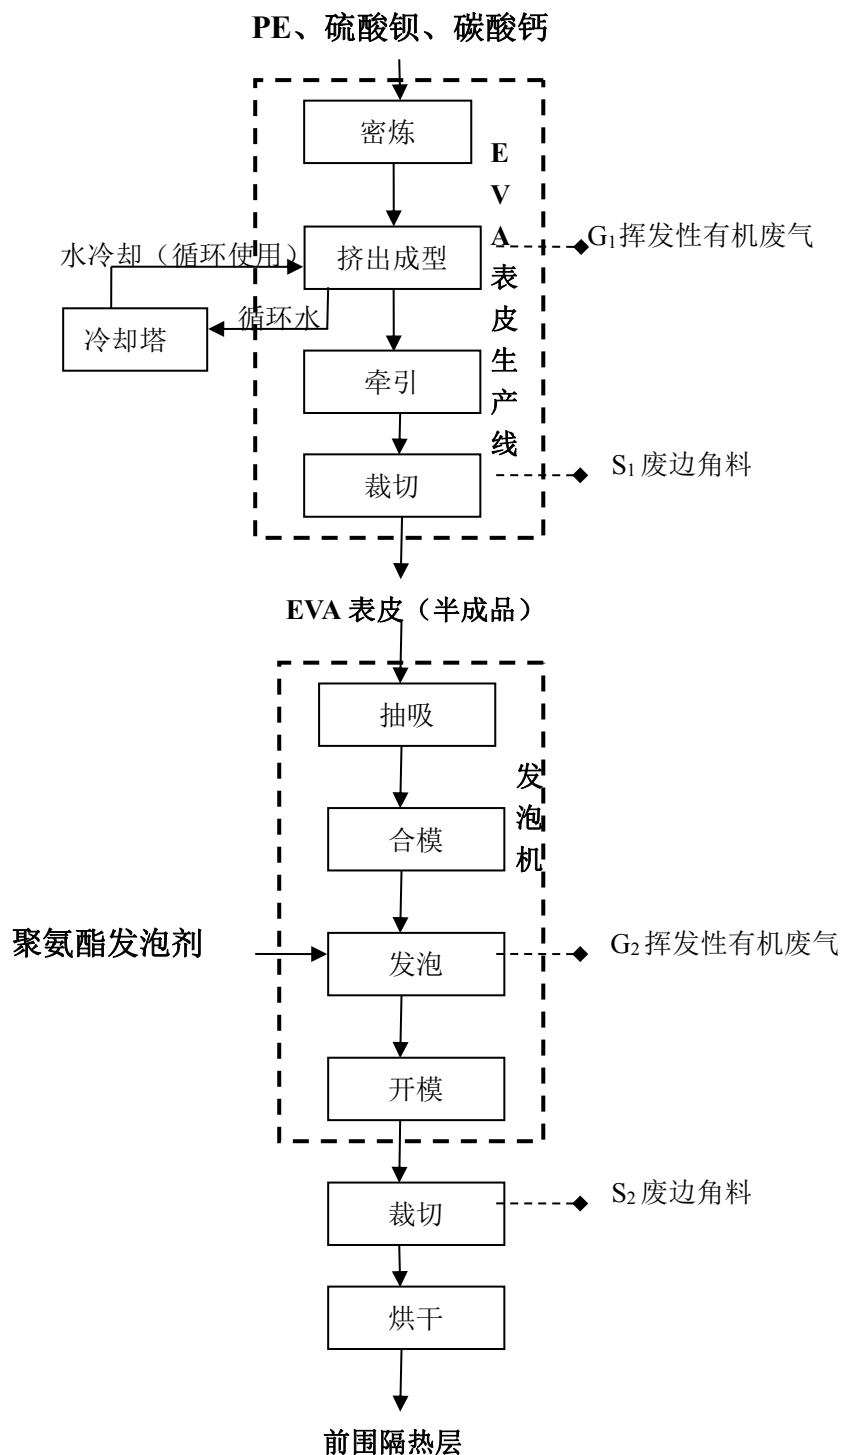 PE、硫酸钡、碳酸钙
密炼
EVA表皮生产线
G₁挥发性有机废气
水冷却（循环使用）
挤出成型
循环水
冷却塔
牵引
S₁废边角料
裁切
EVA 表皮（半成品）
抽吸
发泡机
合模
聚氨酯发泡剂
发泡
G₂挥发性有机废气
开模
裁切
S₂废边角料
烘干
前围隔热层